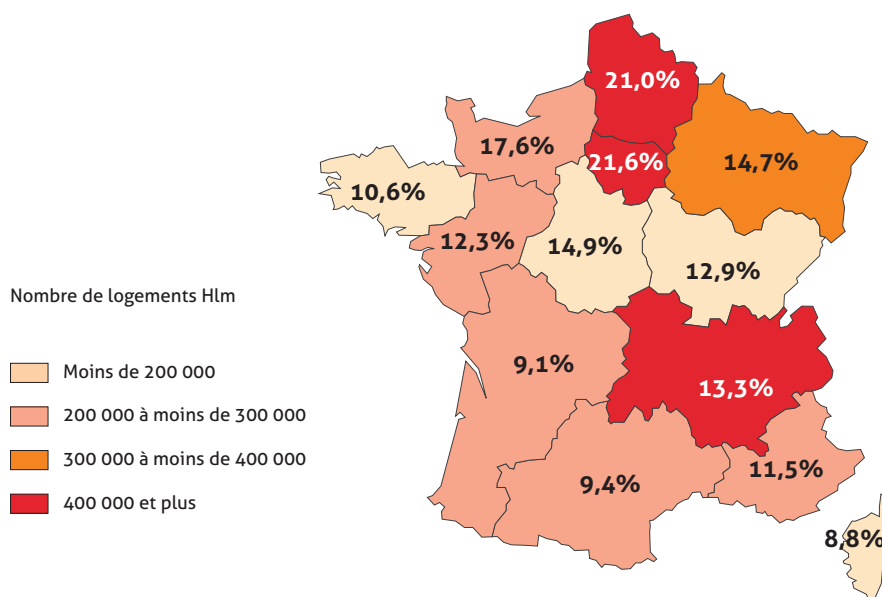 21,0%
17,6%
21,6%
14,7%
10,6%
12,3%
14,9%
12,9%
Nombre de logements Hlm
Moins de 200 000
9,1%
13,3%
200 000 à moins de 300 000
300 000 à moins de 400 000
11,5%
9,4%
400 000 et plus
8,8%